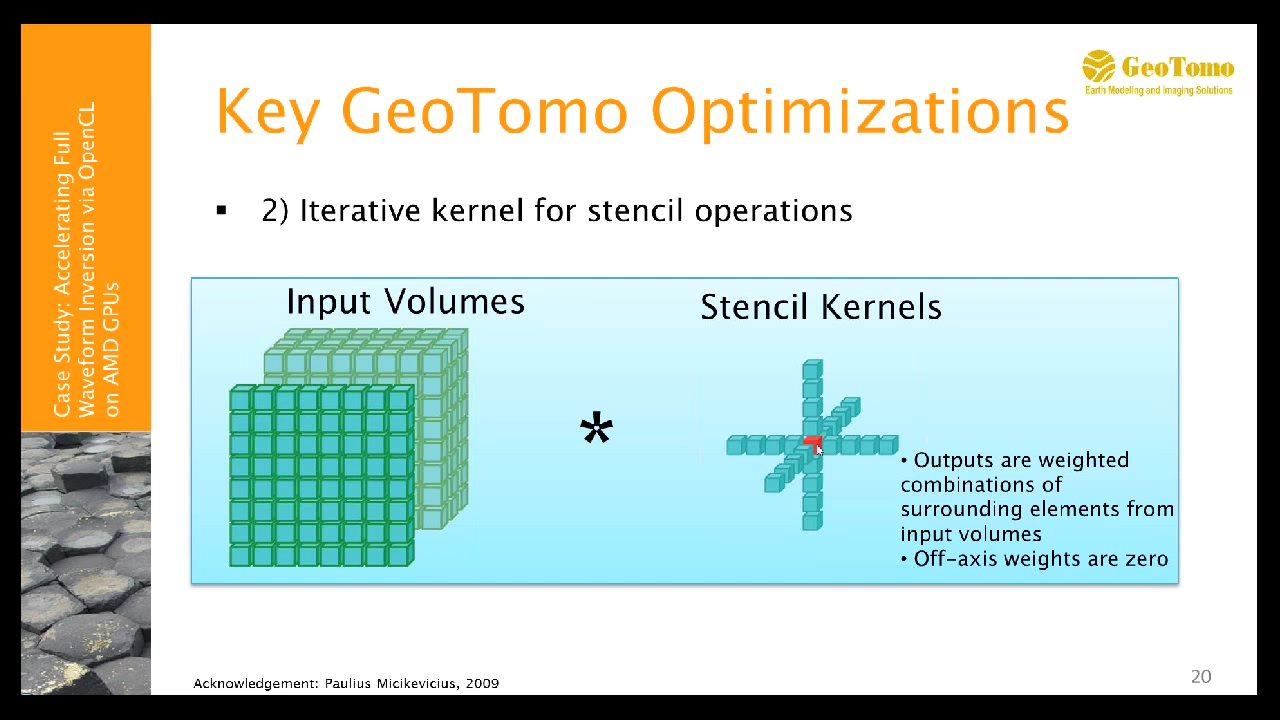 Case Study: Accelerating Full
Waveform Inversion via OpenCL
on AMD GPUs
GeoTomo
Earth Modeling and Imaging Solutions
Key GeoTomo Optimizations
▪ 2) Iterative kernel for stencil operations
Input Volumes
Stencil Kernels
*
• Outputs are weighted
combinations of
surrounding elements from
input volumes
• Off-axis weights are zero
Acknowledgement: Paulius Micikevicius, 2009
20